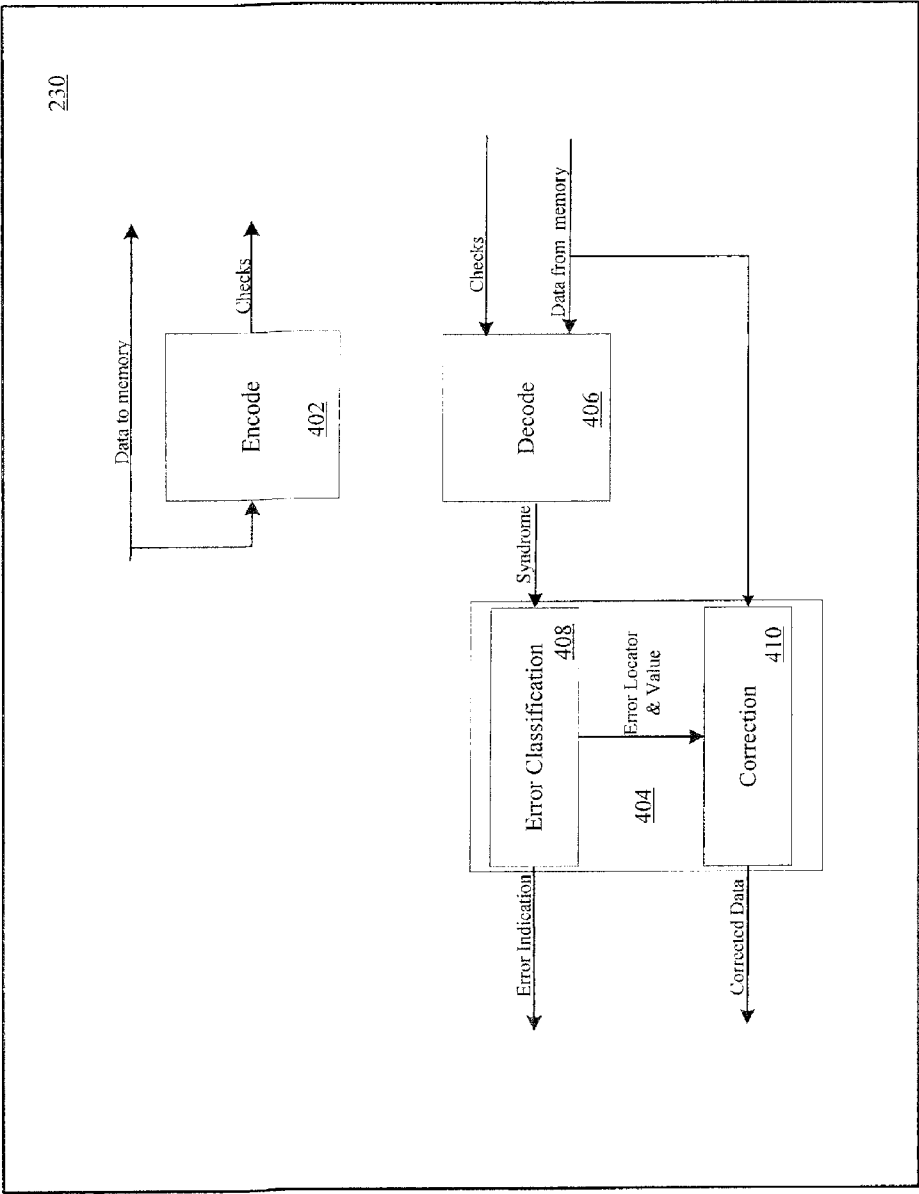 230
Data to memory
Encode
402
Checks
Checks
Data from memory
Decode
406
Syndrome
Error Classification
408
Error Locator
& Value
404
Correction
410
Error Indication
Corrected Data